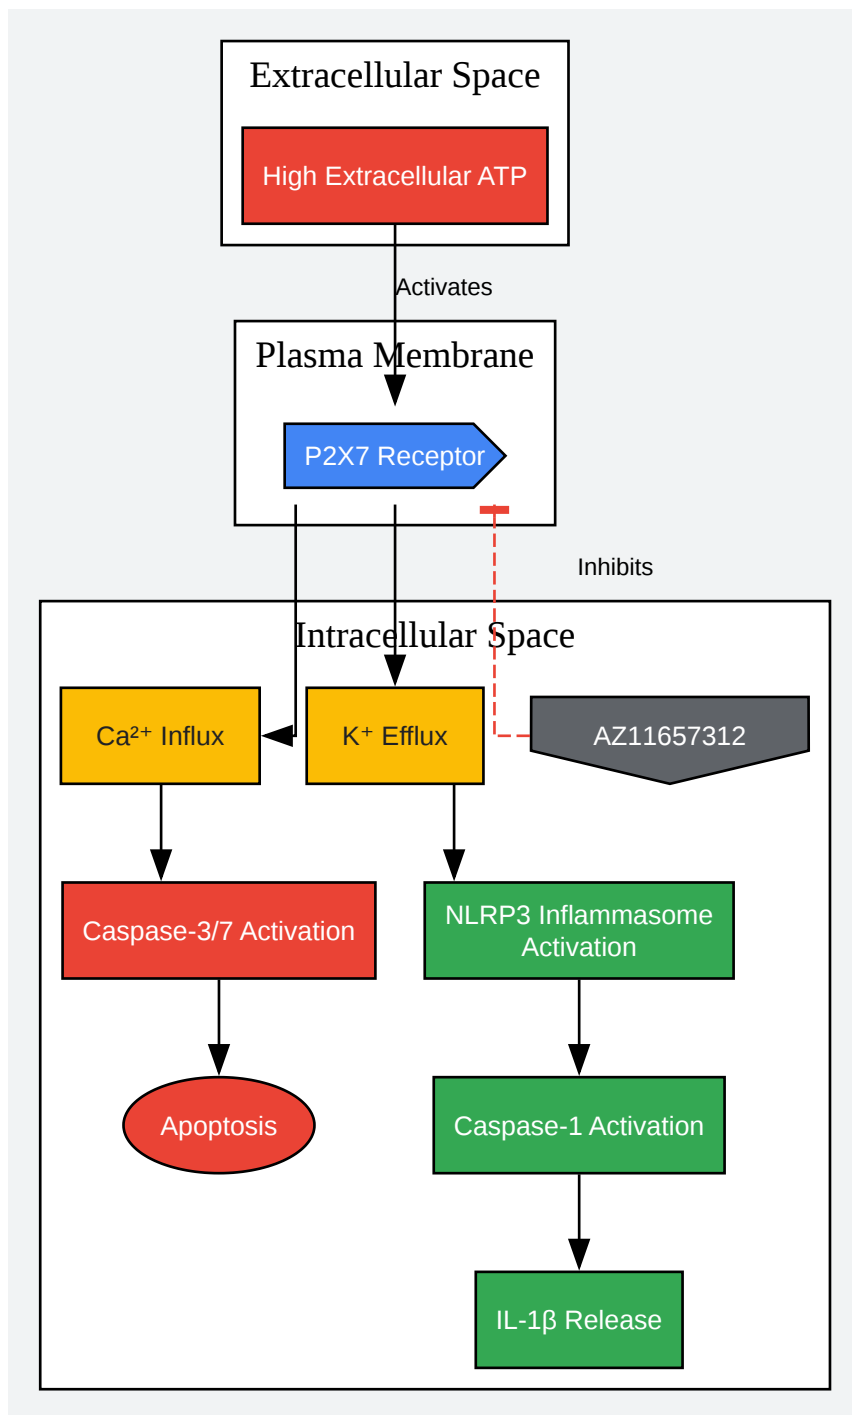 Extracellular Space
High Extracellular ATP
Activates
Plasma Membrane
P2X7 Receptor
Inhibits
Intracellular Space
Ca²⁺ Influx
K⁺ Efflux
AZ11657312
Caspase-3/7 Activation
NLRP3 Inflammasome
Activation
Apoptosis
Caspase-1 Activation
IL-1β Release